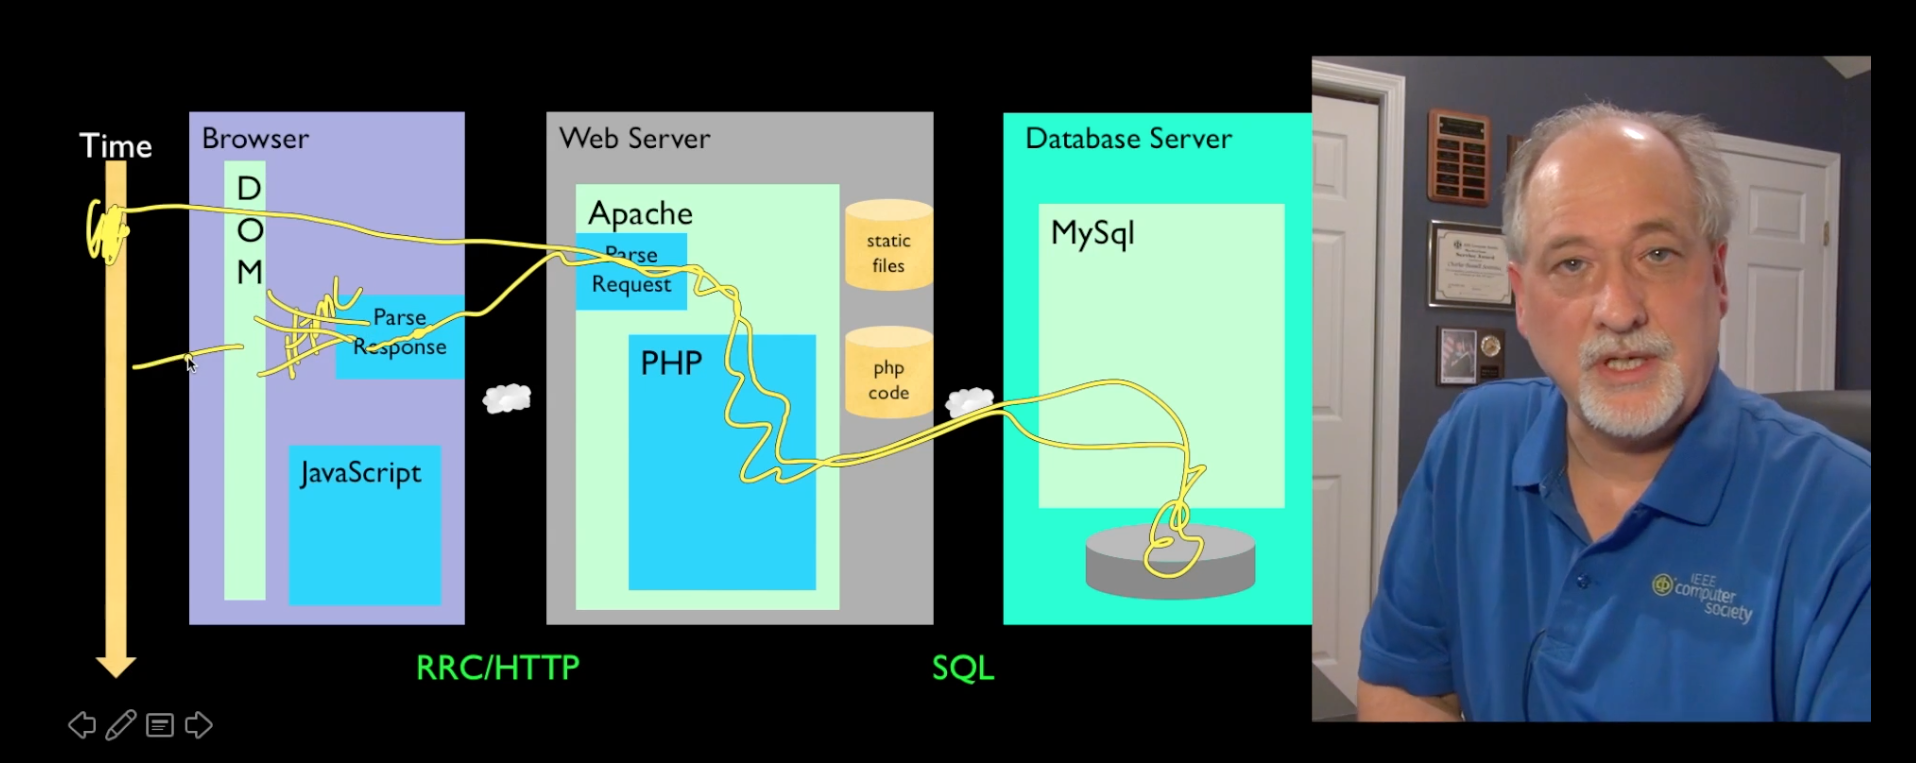 Time
Browser
D
O
M
Parse
Response
JavaScript
Web Server
Apache
Parse
Request
PHP
static
files
php
code
Database Server
MySql
RRC/HTTP
SQL
IEEE
computer
society